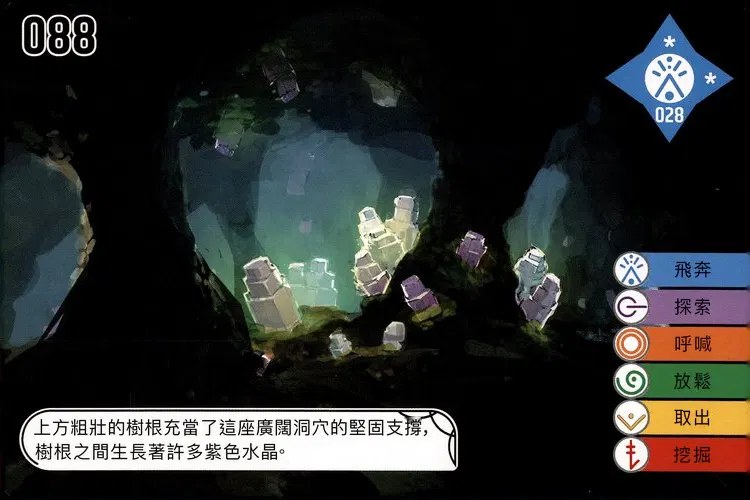 088
* *
028
飛奔
探索
呼喊
放鬆
取出
挖掘
上方粗壯的樹根充當了這座廣闊洞穴的堅固支撐,
樹根之間生長著許多紫色水晶。